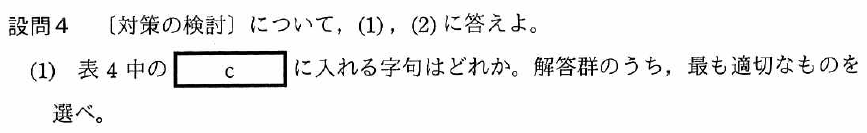 設問4 〔対策の検討〕について，(1)，(2)に答えよ。
(1) 表4中の c に入れる字句はどれか。解答群のうち，最も適切なものを
選べ。